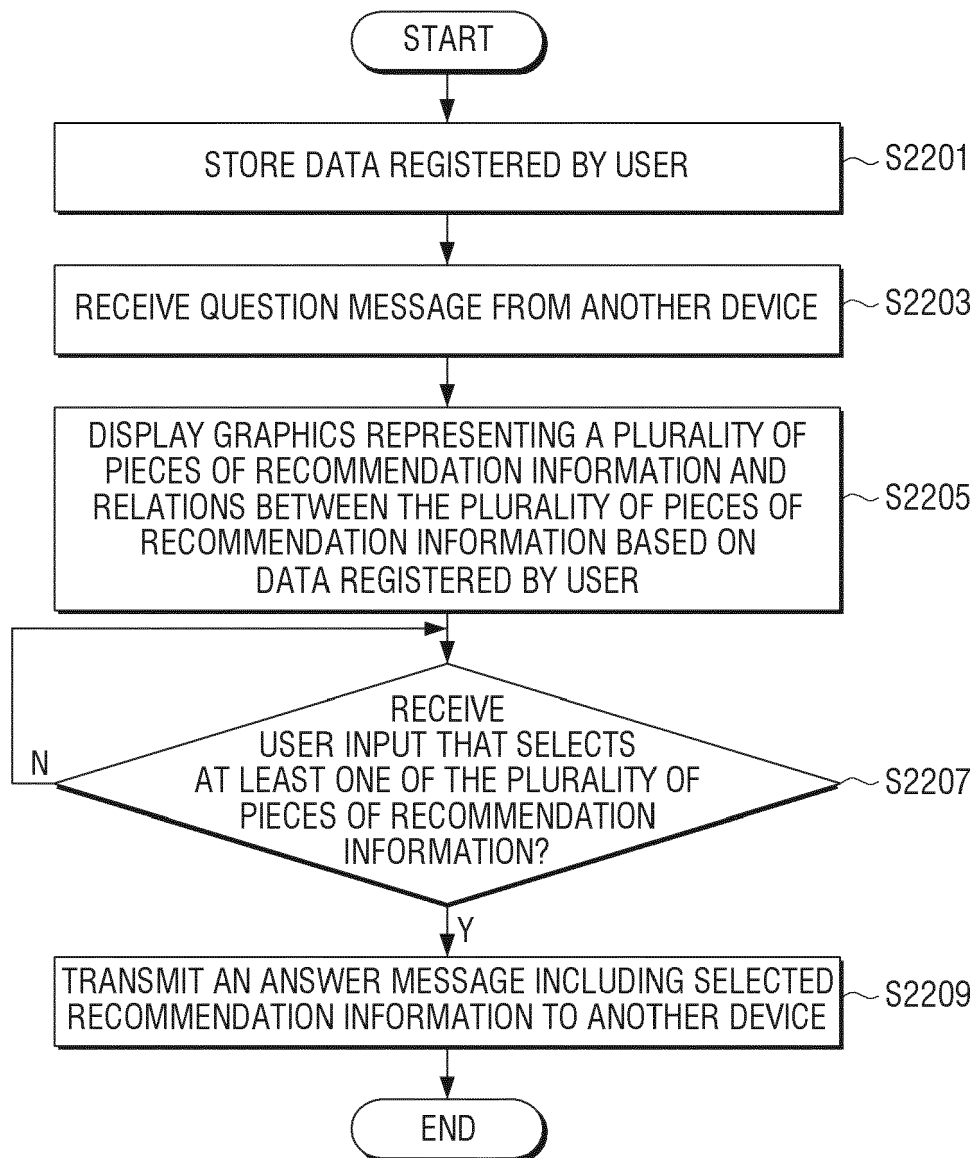 START
STORE DATA REGISTERED BY USER
S2201
RECEIVE QUESTION MESSAGE FROM ANOTHER DEVICE
S2203
DISPLAY GRAPHICS REPRESENTING A PLURALITY OF
PIECES OF RECOMMENDATION INFORMATION AND
RELATIONS BETWEEN THE PLURALITY OF PIECES OF
RECOMMENDATION INFORMATION BASED ON
DATA REGISTERED BY USER
S2205
RECEIVE
USER INPUT THAT SELECTS
AT LEAST ONE OF THE PLURALITY OF
PIECES OF RECOMMENDATION
INFORMATION?
S2207
N
Y
TRANSMIT AN ANSWER MESSAGE INCLUDING SELECTED
RECOMMENDATION INFORMATION TO ANOTHER DEVICE
S2209
END